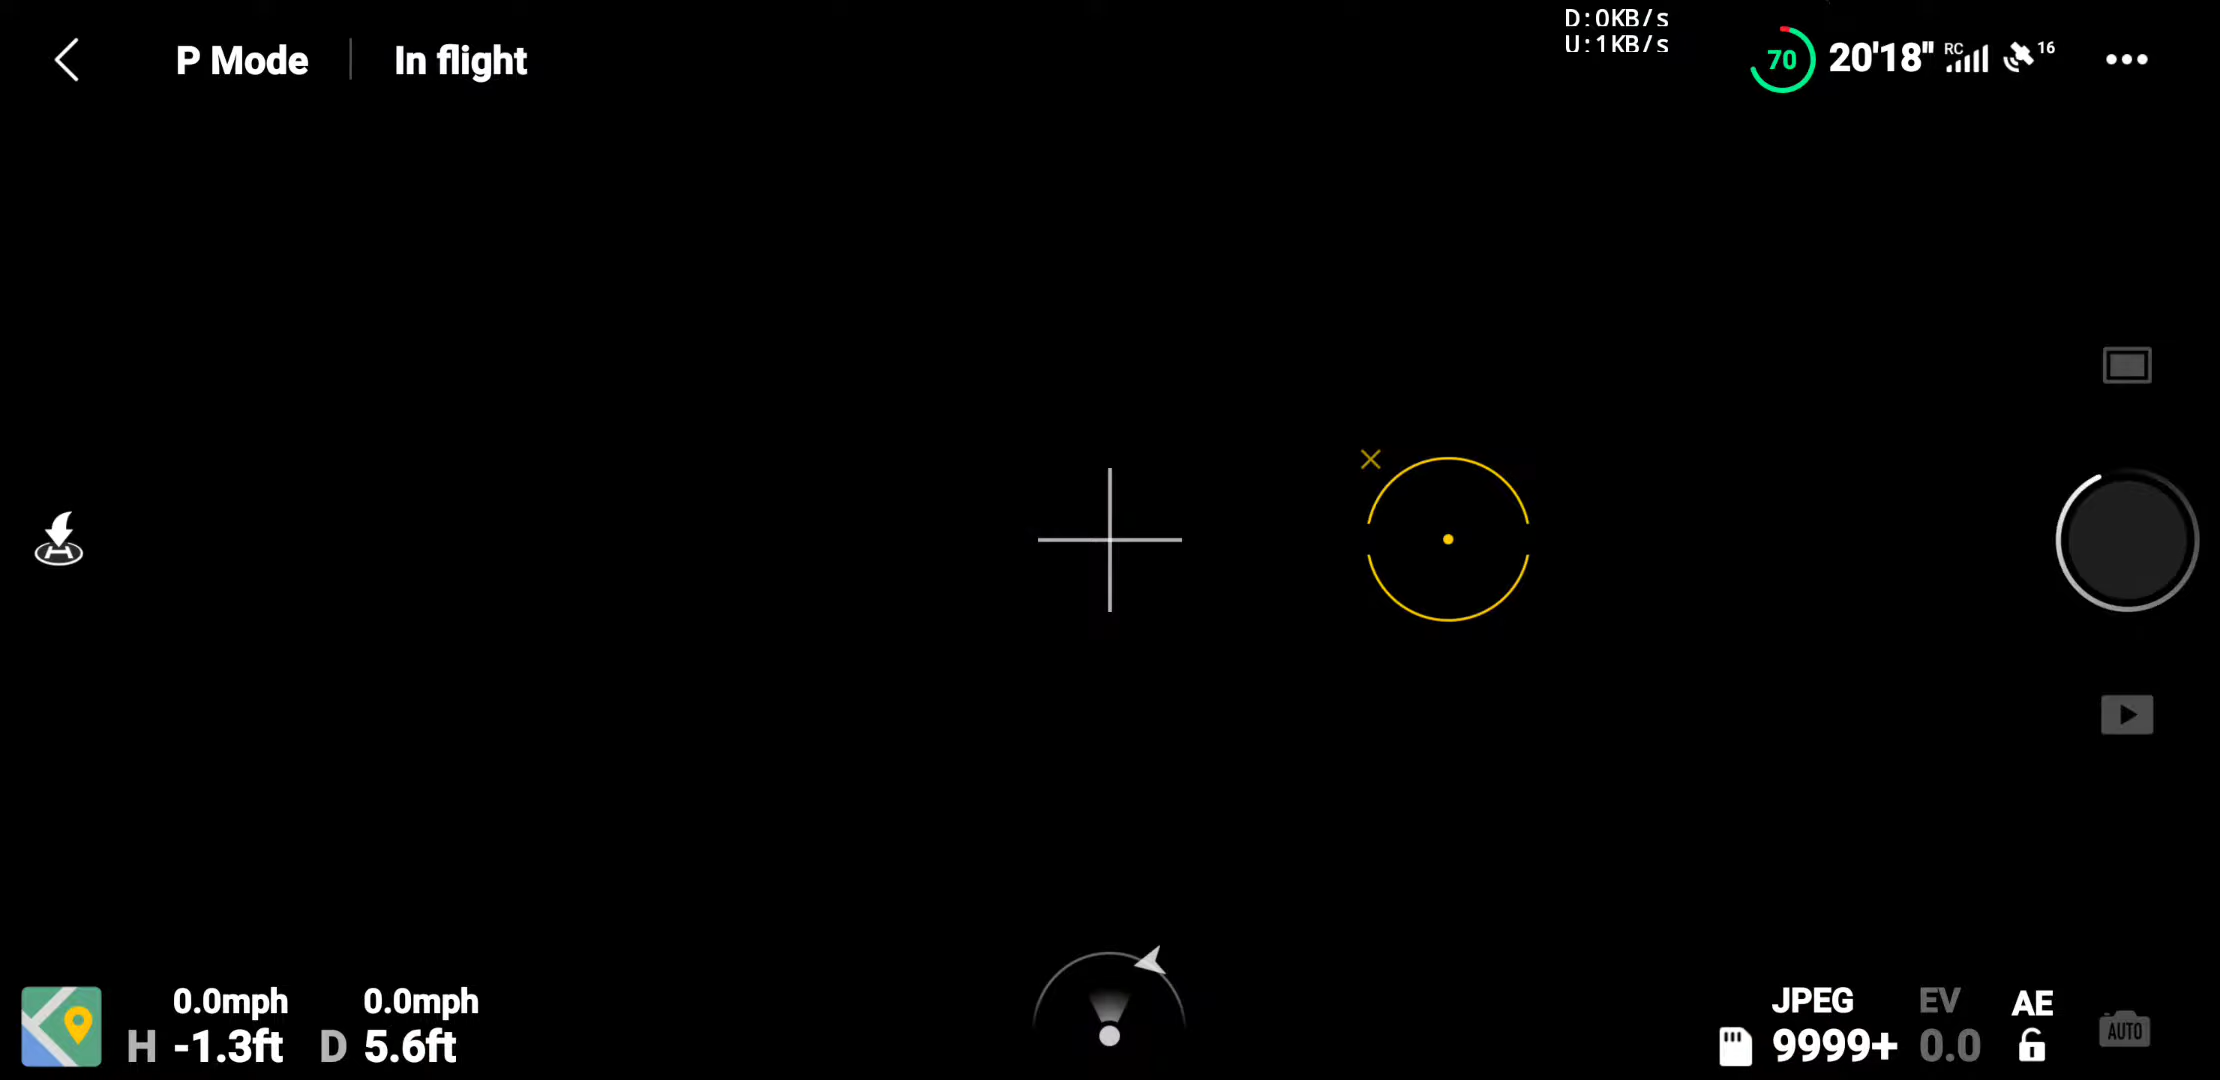 D:0KB/s
U:1KB/s
P Mode | In flight
70 20'18" RC 16
0.0mph 0.0mph
H -1.3ft D 5.6ft
JPEG EV AE
9999+ 0.0
AUTO